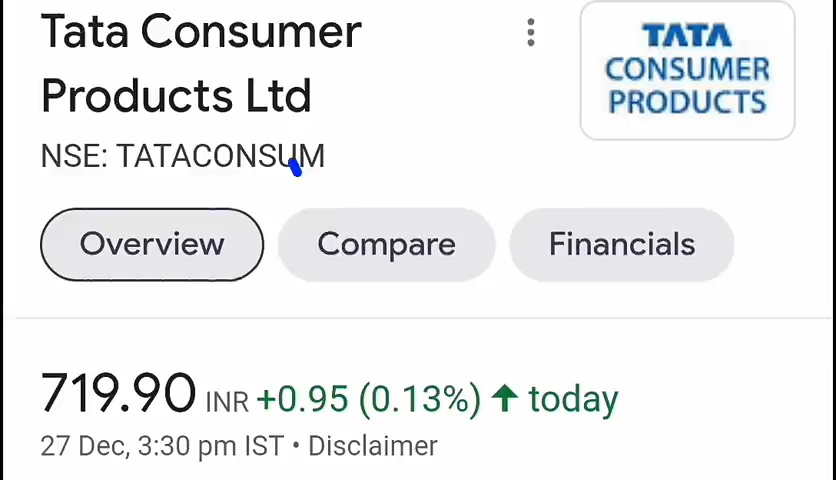 Tata Consumer
Products Ltd
NSE: TATACONSUM
TATA
CONSUMER
PRODUCTS
Overview
Compare
Financials
719.90 INR +0.95 (0.13%) ↑ today
27 Dec, 3:30 pm IST • Disclaimer